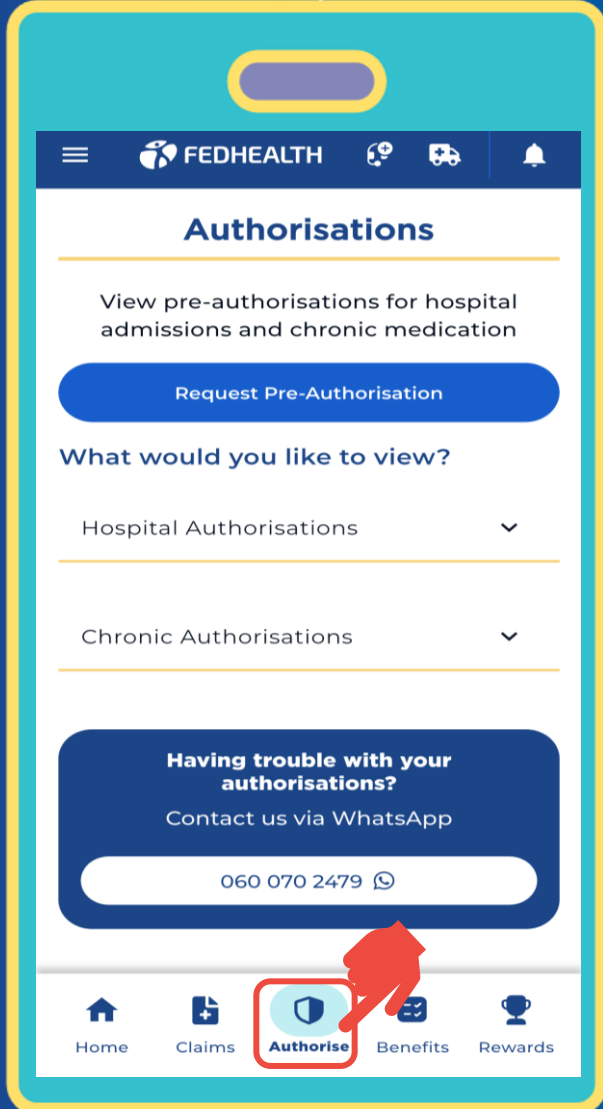 FEDHEALTH
Authorisations
View pre-authorisations for hospital
admissions and chronic medication
Request Pre-Authorisation
What would you like to view?
Hospital Authorisations
Chronic Authorisations
Having trouble with your
authorisations?
Contact us via WhatsApp
060 070 2479
Home Claims Authorise Benefits Rewards